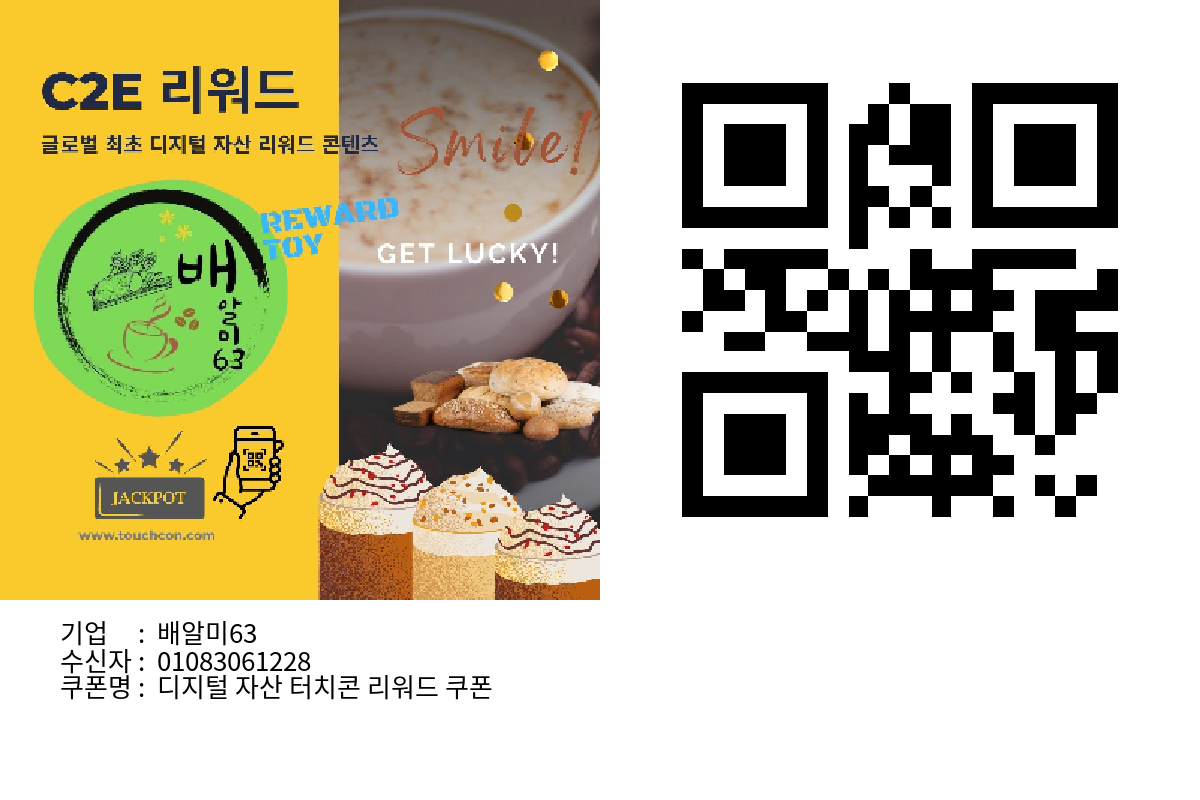 C2E 리워드
글로벌 최초 디지털 자산 리워드 콘텐츠
Smile!
REWARD
TOY
GET LUCKY!
배
알
미
63
JACKPOT
www.touchcon.com
기업 : 배알미63
수신자 : 01083061228
쿠폰명 : 디지털 자산 터치콘 리워드 쿠폰